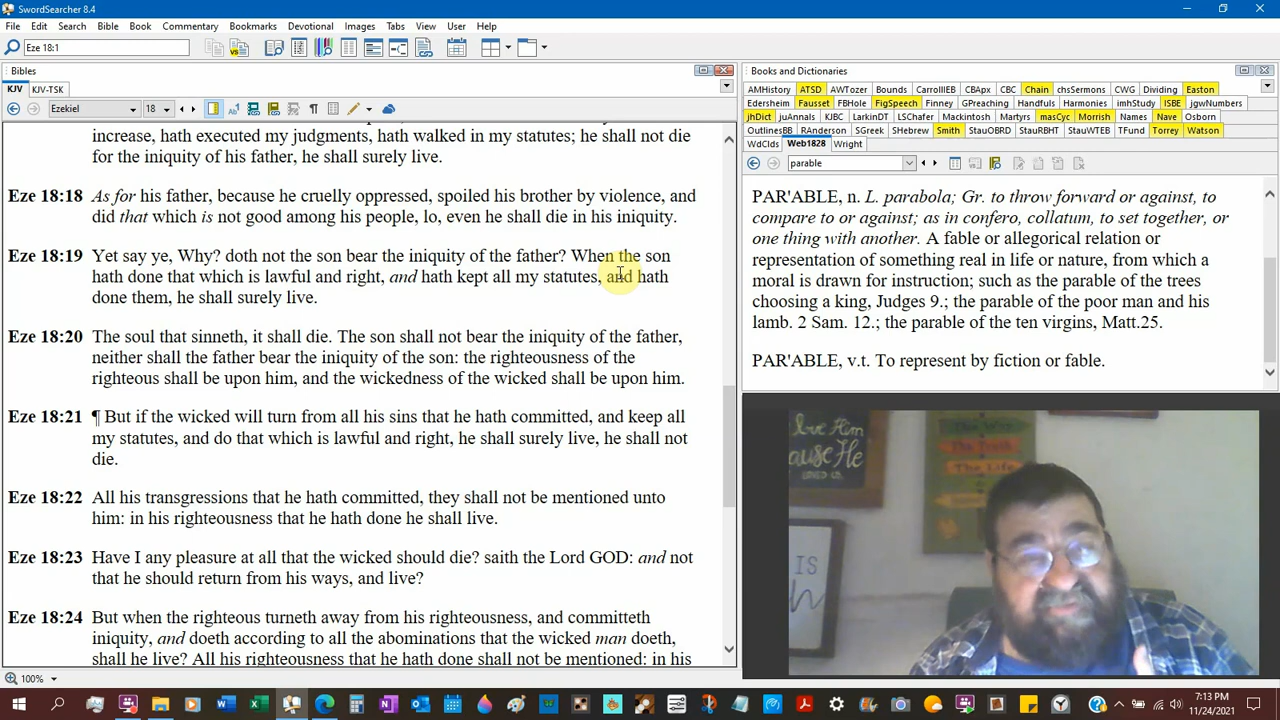 SwordSearcher 8.4
File Edit Search Bible Book Commentary Bookmarks Devotional Images Tabs View User Help
Eze 18:1
Bibles
KJV KJV-TSK
Ezekiel 18
increase, hath executed my judgments, hath walked in my statutes; he shall not die
for the iniquity of his father, he shall surely live.
Eze 18:18 As for his father, because he cruelly oppressed, spoiled his brother by violence, and
did that which is not good among his people, lo, even he shall die in his iniquity.
Eze 18:19 Yet say ye, Why? doth not the son bear the iniquity of the father? When the son
hath done that which is lawful and right, and hath kept all my statutes, and hath
done them, he shall surely live.
Eze 18:20 The soul that sinneth, it shall die. The son shall not bear the iniquity of the father,
neither shall the father bear the iniquity of the son: the righteousness of the
righteous shall be upon him, and the wickedness of the wicked shall be upon him.
Eze 18:21 ¶ But if the wicked will turn from all his sins that he hath committed, and keep all
my statutes, and do that which is lawful and right, he shall surely live, he shall not
die.
Eze 18:22 All his transgressions that he hath committed, they shall not be mentioned unto
him: in his righteousness that he hath done he shall live.
Eze 18:23 Have I any pleasure at all that the wicked should die? saith the Lord GOD: and not
that he should return from his ways, and live?
Eze 18:24 But when the righteous turneth away from his righteousness, and committeth
iniquity, and doeth according to all the abominations that the wicked man doeth,
shall he live? All his righteousness that he hath done shall not be mentioned: in his
100%
Books and Dictionaries
AMHistory ATSD AWTozer Bounds CarrollIEB CBApx CBC Chain chsSermons CWG Dividing Easton
Edersheim Fausset FBHole FigSpeech Finney GPreaching Handfuls Harmonies imhStudy ISBE jgwNumbers
jhDict juAnnals KJBC LarkinDT LSChafer Mackintosh Martyrs masCyc Morrish Names Nave Osborn
OutlinesBB RAnderson SGreek SHebrew Smith StauOBRD StauRBHT StauWTEB TFund Torrey Watson
WdClds Web1828 Wright
parable
PAR'ABLE, n. L. parabola; Gr. to throw forward or against, to
compare to or against; as in confero, collatum, to set together, or
one thing with another. A fable or allegorical relation or
representation of something real in life or nature, from which a
moral is drawn for instruction; such as the parable of the trees
choosing a king, Judges 9.; the parable of the poor man and his
lamb. 2 Sam. 12.; the parable of the ten virgins, Matt.25.
PAR'ABLE, v.t. To represent by fiction or fable.
love Him
cause He
The Way
The Truth
The Life
IS
7:13 PM
11/24/2021